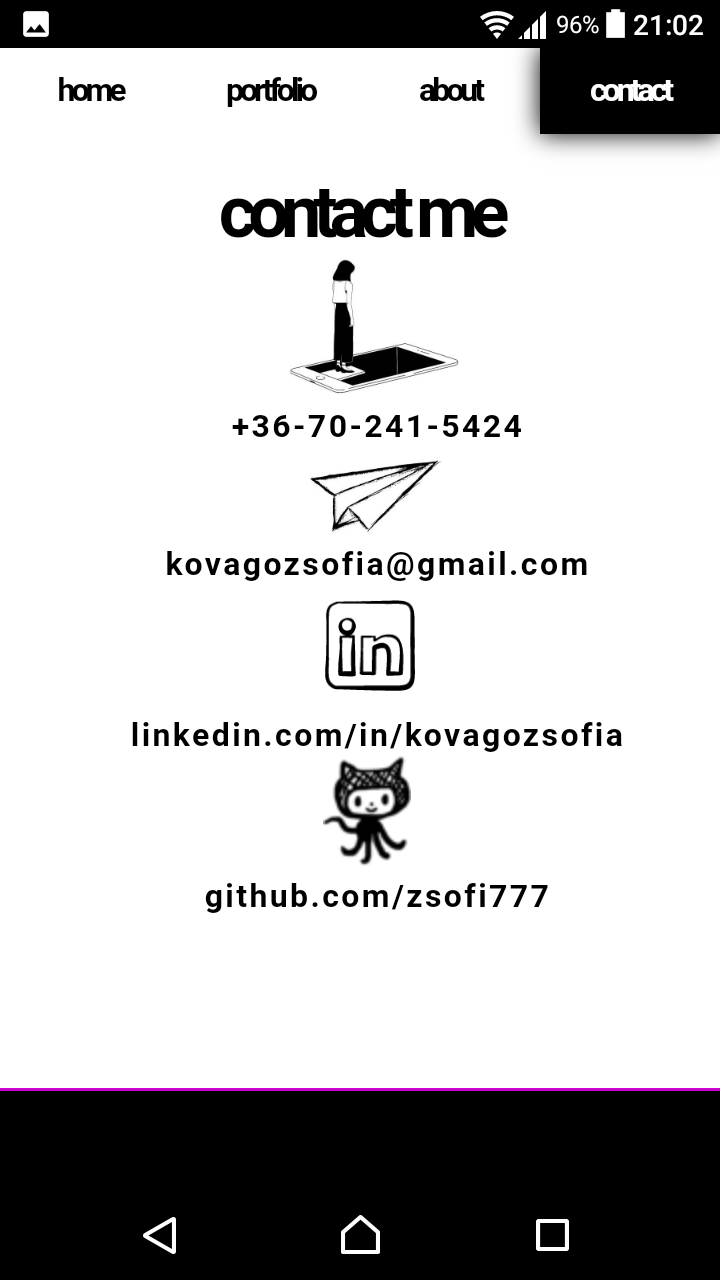 96% 21:02
home portfolio about contact
contact me
+36-70-241-5424
kovagozsofia@gmail.com
in
linkedin.com/in/kovagozsofia
github.com/zsofi777